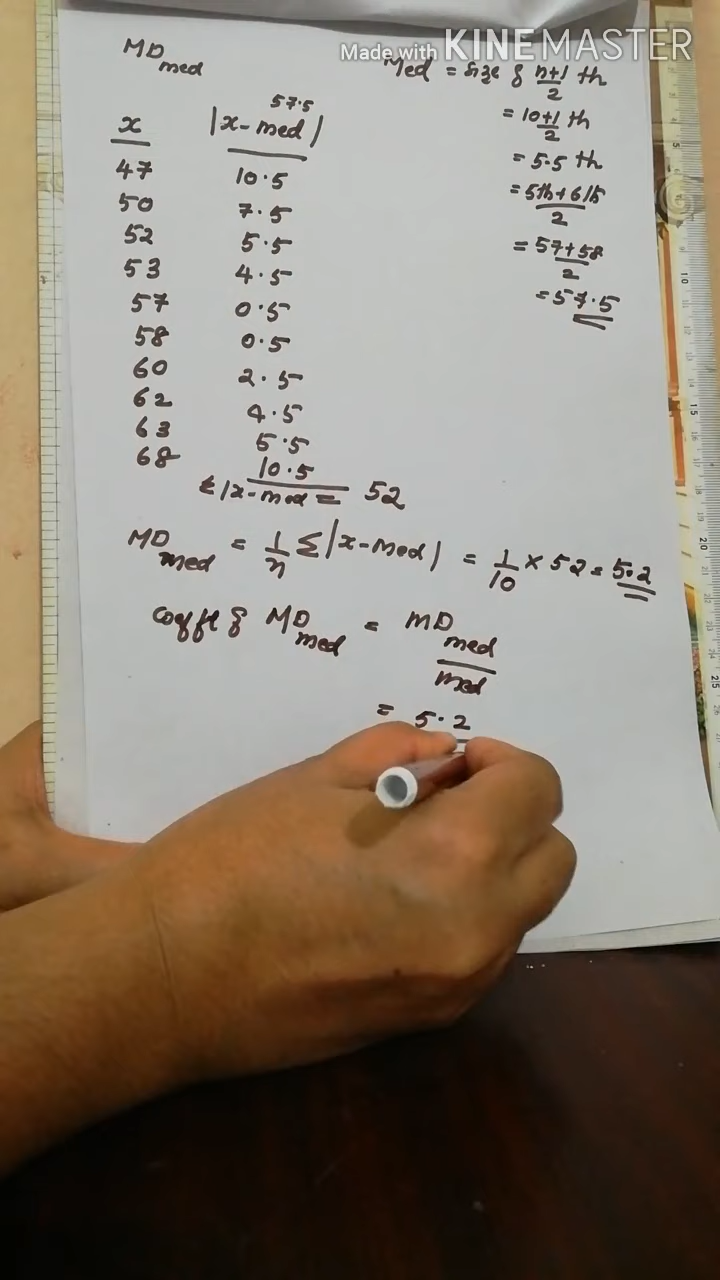 Made with KINEMASTER
MD med
Med = size of n+1/2 th
= 10+1/2 th
= 5.5 th
= 5th+6th/2
= 57+58/2
= 57.5
57.5
x |x-med|
47 10.5
50 7.5
52 5.5
53 4.5
57 0.5
58 0.5
60 2.5
62 4.5
63 5.5
68 10.5
Σ|x-med = 52
MD med = 1/n Σ|x-med| = 1/10 × 52 = 5.2
coefft of MD med = MD med/med
= 5.2